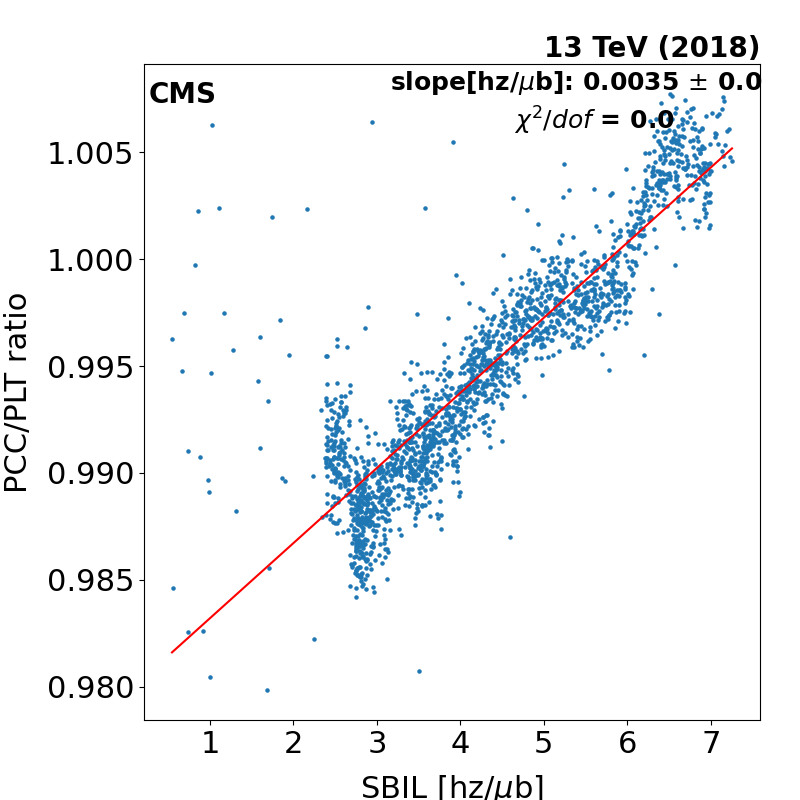 13 TeV (2018)
CMS
slope[hz/μb]: 0.0035 ± 0.0
χ²/dof = 0.0
PCC/PLT ratio
1.005
1.000
0.995
0.990
0.985
0.980
1 2 3 4 5 6 7
SBIL [hz/μb]